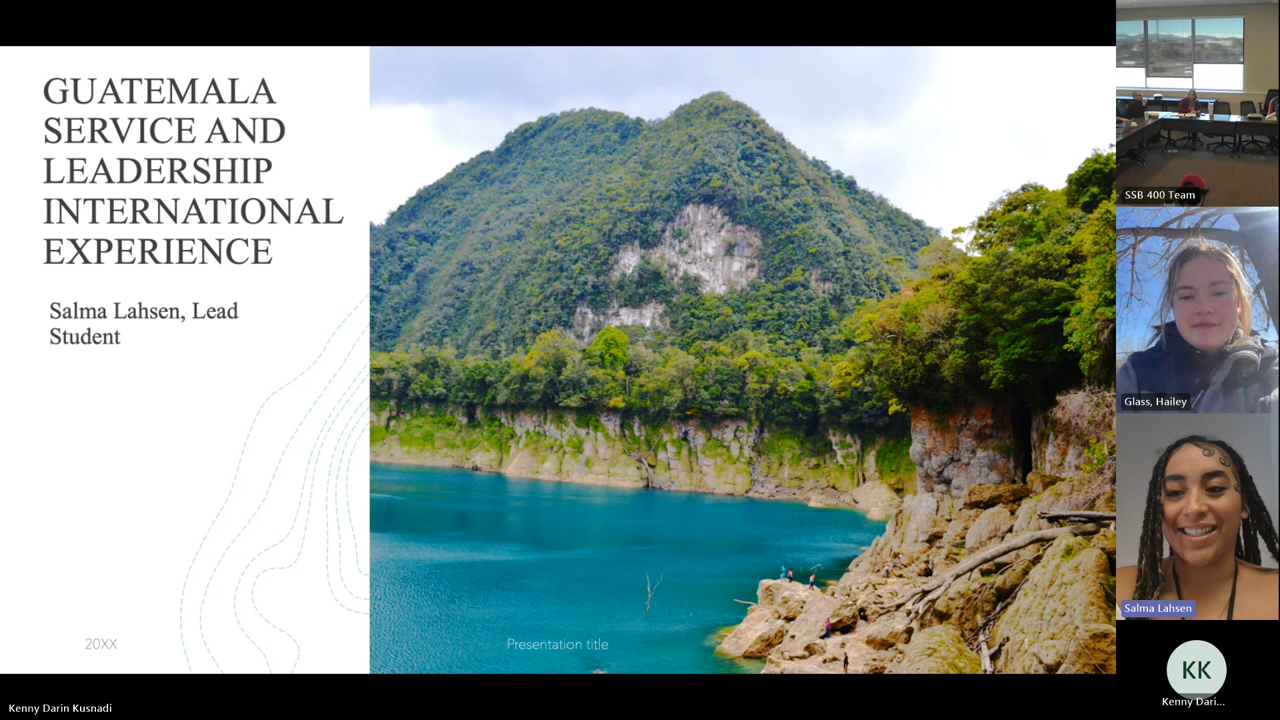 GUATEMALA
SERVICE AND
LEADERSHIP
INTERNATIONAL
EXPERIENCE
Salma Lahsen, Lead
Student
20XX
Presentation title
SSB 400 Team
Glass, Hailey
Salma Lahsen
KK
Kenny Dari...
Kenny Darin Kusnadi